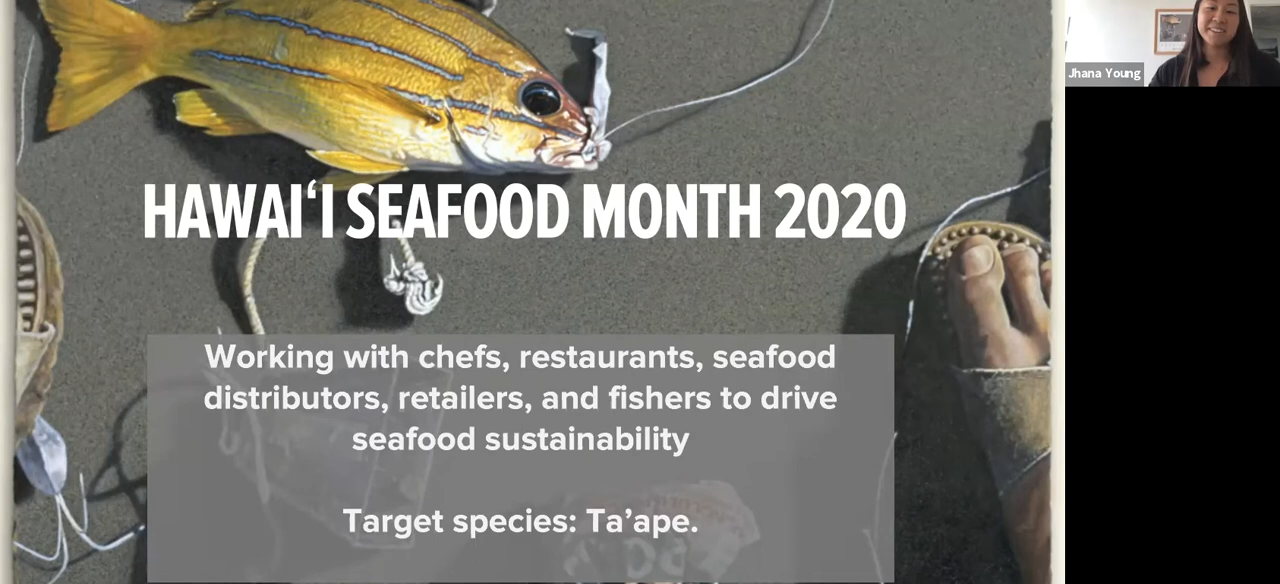 Jhana Young
HAWAIʻI SEAFOOD MONTH 2020
Working with chefs, restaurants, seafood
distributors, retailers, and fishers to drive
seafood sustainability
Target species: Ta’ape.